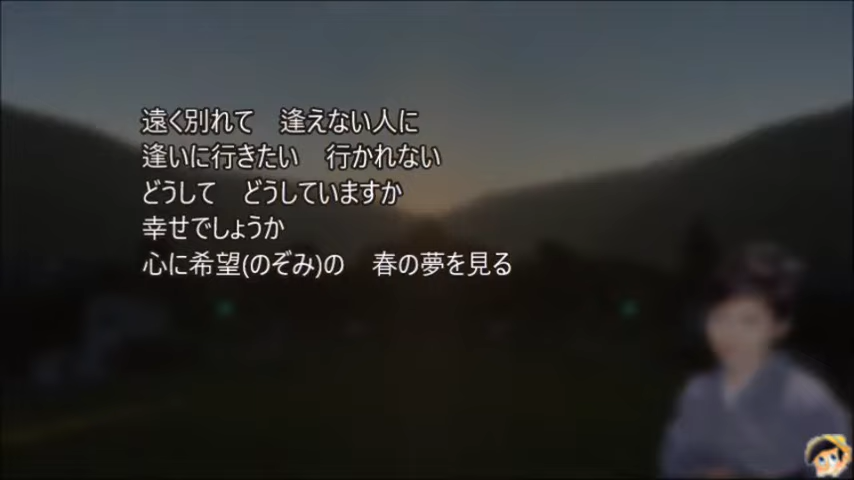 遠く別れて　逢えない人に
逢いに行きたい　行かれない
どうして　どうしていますか
幸せでしょうか
心に希望(のぞみ)の　春の夢を見る